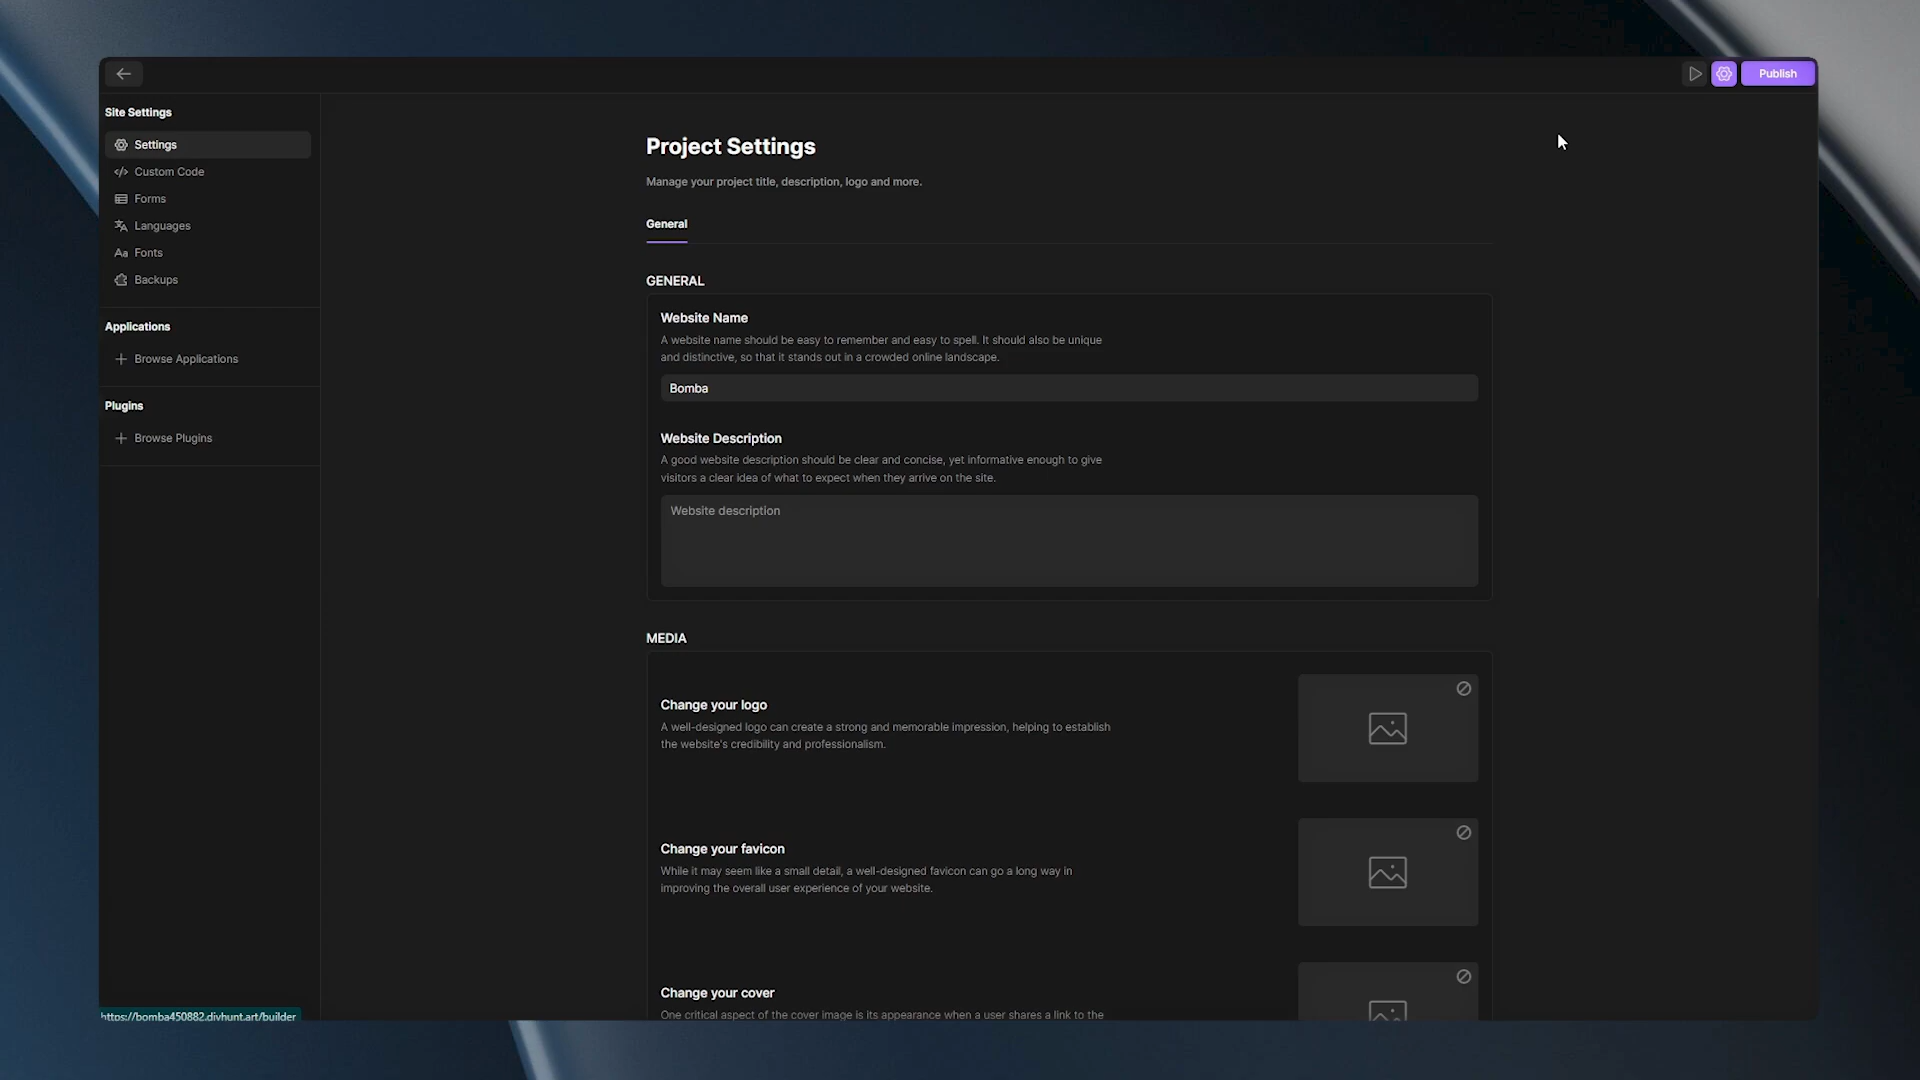 Publish
Site Settings
Settings
Custom Code
Forms
Languages
Aa Fonts
Backups
Applications
Browse Applications
Plugins
Browse Plugins
Project Settings
Manage your project title, description, logo and more.
General
GENERAL
Website Name
A website name should be easy to remember and easy to spell. It should also be unique
and distinctive, so that it stands out in a crowded online landscape.
Bomba
Website Description
A good website description should be clear and concise, yet informative enough to give
visitors a clear idea of what to expect when they arrive on the site.
Website description
MEDIA
Change your logo
A well-designed logo can create a strong and memorable impression, helping to establish
the website's credibility and professionalism.
Change your favicon
While it may seem like a small detail, a well-designed favicon can go a long way in
improving the overall user experience of your website.
Change your cover
One critical aspect of the cover image is its appearance when a user shares a link to the
https://bomba450882.divhunt.art/builder